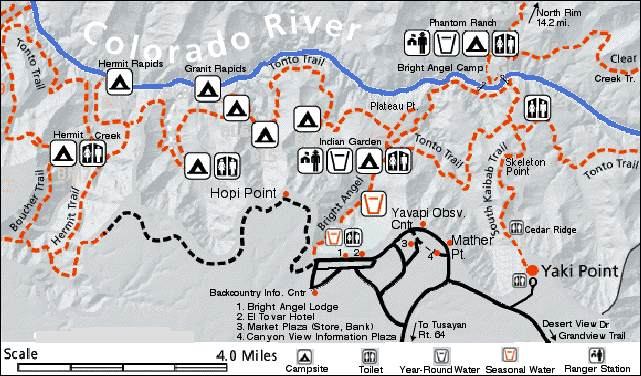 North Rim
14.2 mi.
Phantom Ranch
Colorado River
Hermit Rapids
Granit Rapids
Tonto Trail
Tonto Trail
Bright Angel Camp
Clear
Creek Tr.
Plateau Pt.
Hermit Creek
Indian Garden
Tonto Trail
Skeleton
Point
Tonto Trail
Boucher Trail
Hermit Trail
Hopi Point
Bright Angel
South Kaibab Trail
Yavapi Obsv.
Cntr
Cedar Ridge
Mather
Pt.
Yaki Point
1 2
3
4
Backcountry Info. Cntr
1. Bright Angel Lodge
2. El Tovar Hotel
3. Market Plaza (Store, Bank)
4. Canyon View Information Plaza
To Tusayan
Rt. 64
Desert View Dr
Grandview Trail
Scale 4.0 Miles
Campsite Toilet Year-Round Water Seasonal Water Ranger Station